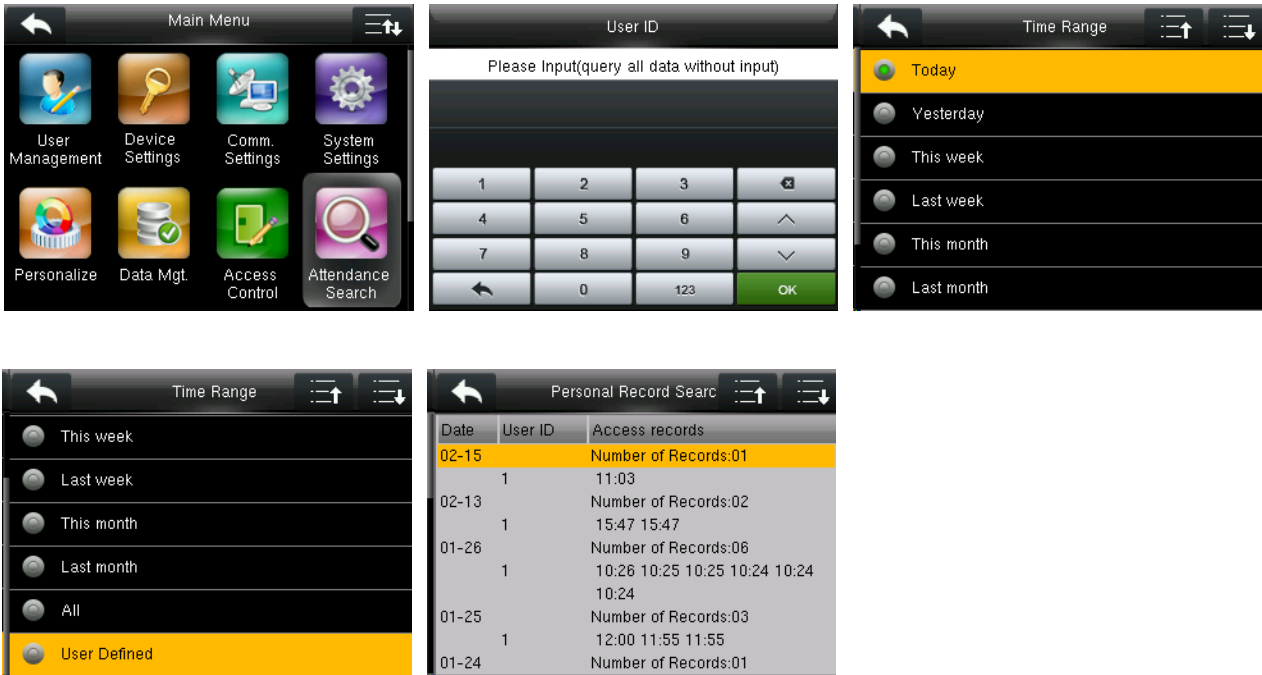 Main Menu
User Management
Device Settings
Comm. Settings
System Settings
Personalize
Data Mgt.
Access Control
Attendance Search
User ID
Please Input(query all data without input)
1 2 3
4 5 6
7 8 9
0 123 OK
Time Range
Today
Yesterday
This week
Last week
This month
Last month
Time Range
This week
Last week
This month
Last month
All
User Defined
Personal Record Searc
Date User ID Access records
02-15 Number of Records:01
1 11:03
02-13 Number of Records:02
1 15:47 15:47
01-26 Number of Records:06
1 10:26 10:25 10:25 10:24 10:24
10:24
01-25 Number of Records:03
1 12:00 11:55 11:55
01-24 Number of Records:01